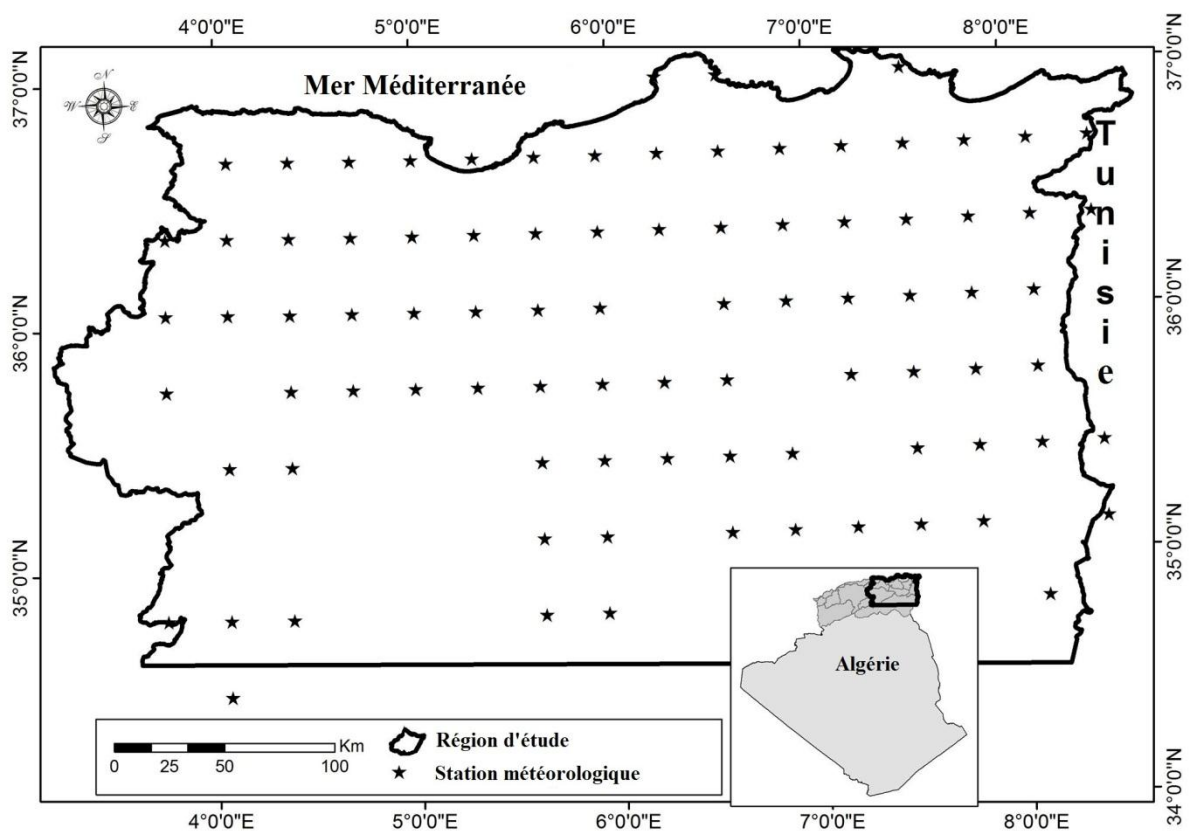 4°0'0"E 5°0'0"E 6°0'0"E 7°0'0"E 8°0'0"E
37°0'0"N
37°0'0"N
N
W E
S
Mer Méditerranée
Tunisie
36°0'0"N
36°0'0"N
35°0'0"N
35°0'0"N
Algérie
Km
0 25 50 100
Région d'étude
Station météorologique
34°0'0"N
4°0'0"E 5°0'0"E 6°0'0"E 7°0'0"E 8°0'0"E